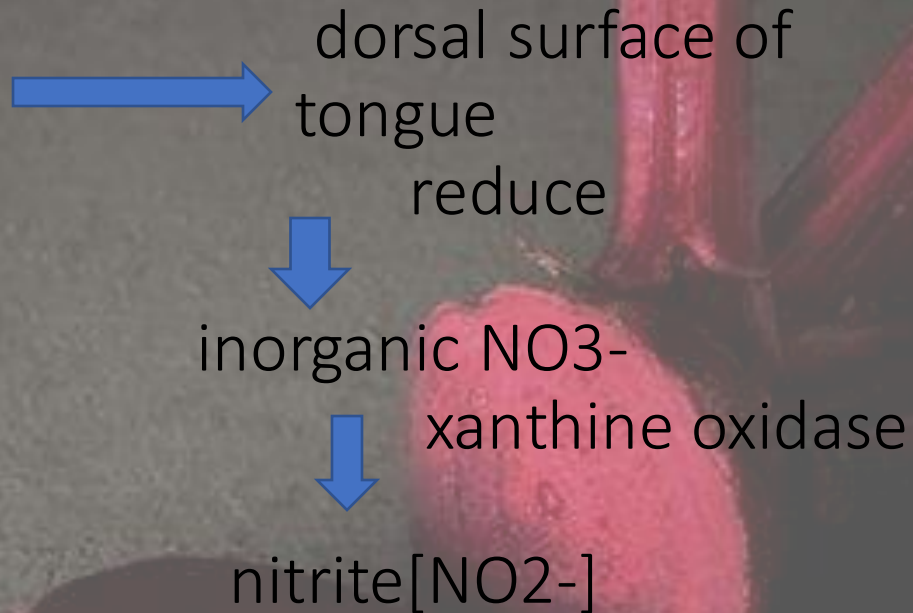 dorsal surface of
tongue
reduce
inorganic NO3-
xanthine oxidase
nitrite[NO2-]